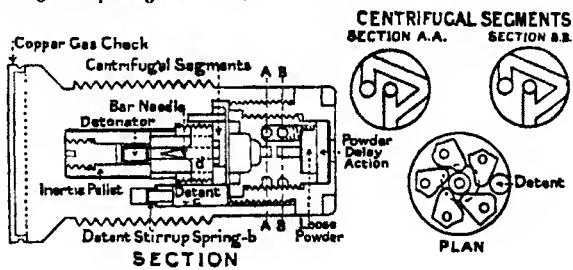 CENTRIFUGAL SEGMENTS
SECTION A.A.
SECTION B.B.
Copper Gas Check
Centrifugal Segments
A B
Bar Needle
Detonator
Powder
Delay
Action
d
Inertia Pellet
Detent
c
Detent
A B
Loose
Powder
Detent Stirrup Spring-b
SECTION
PLAN